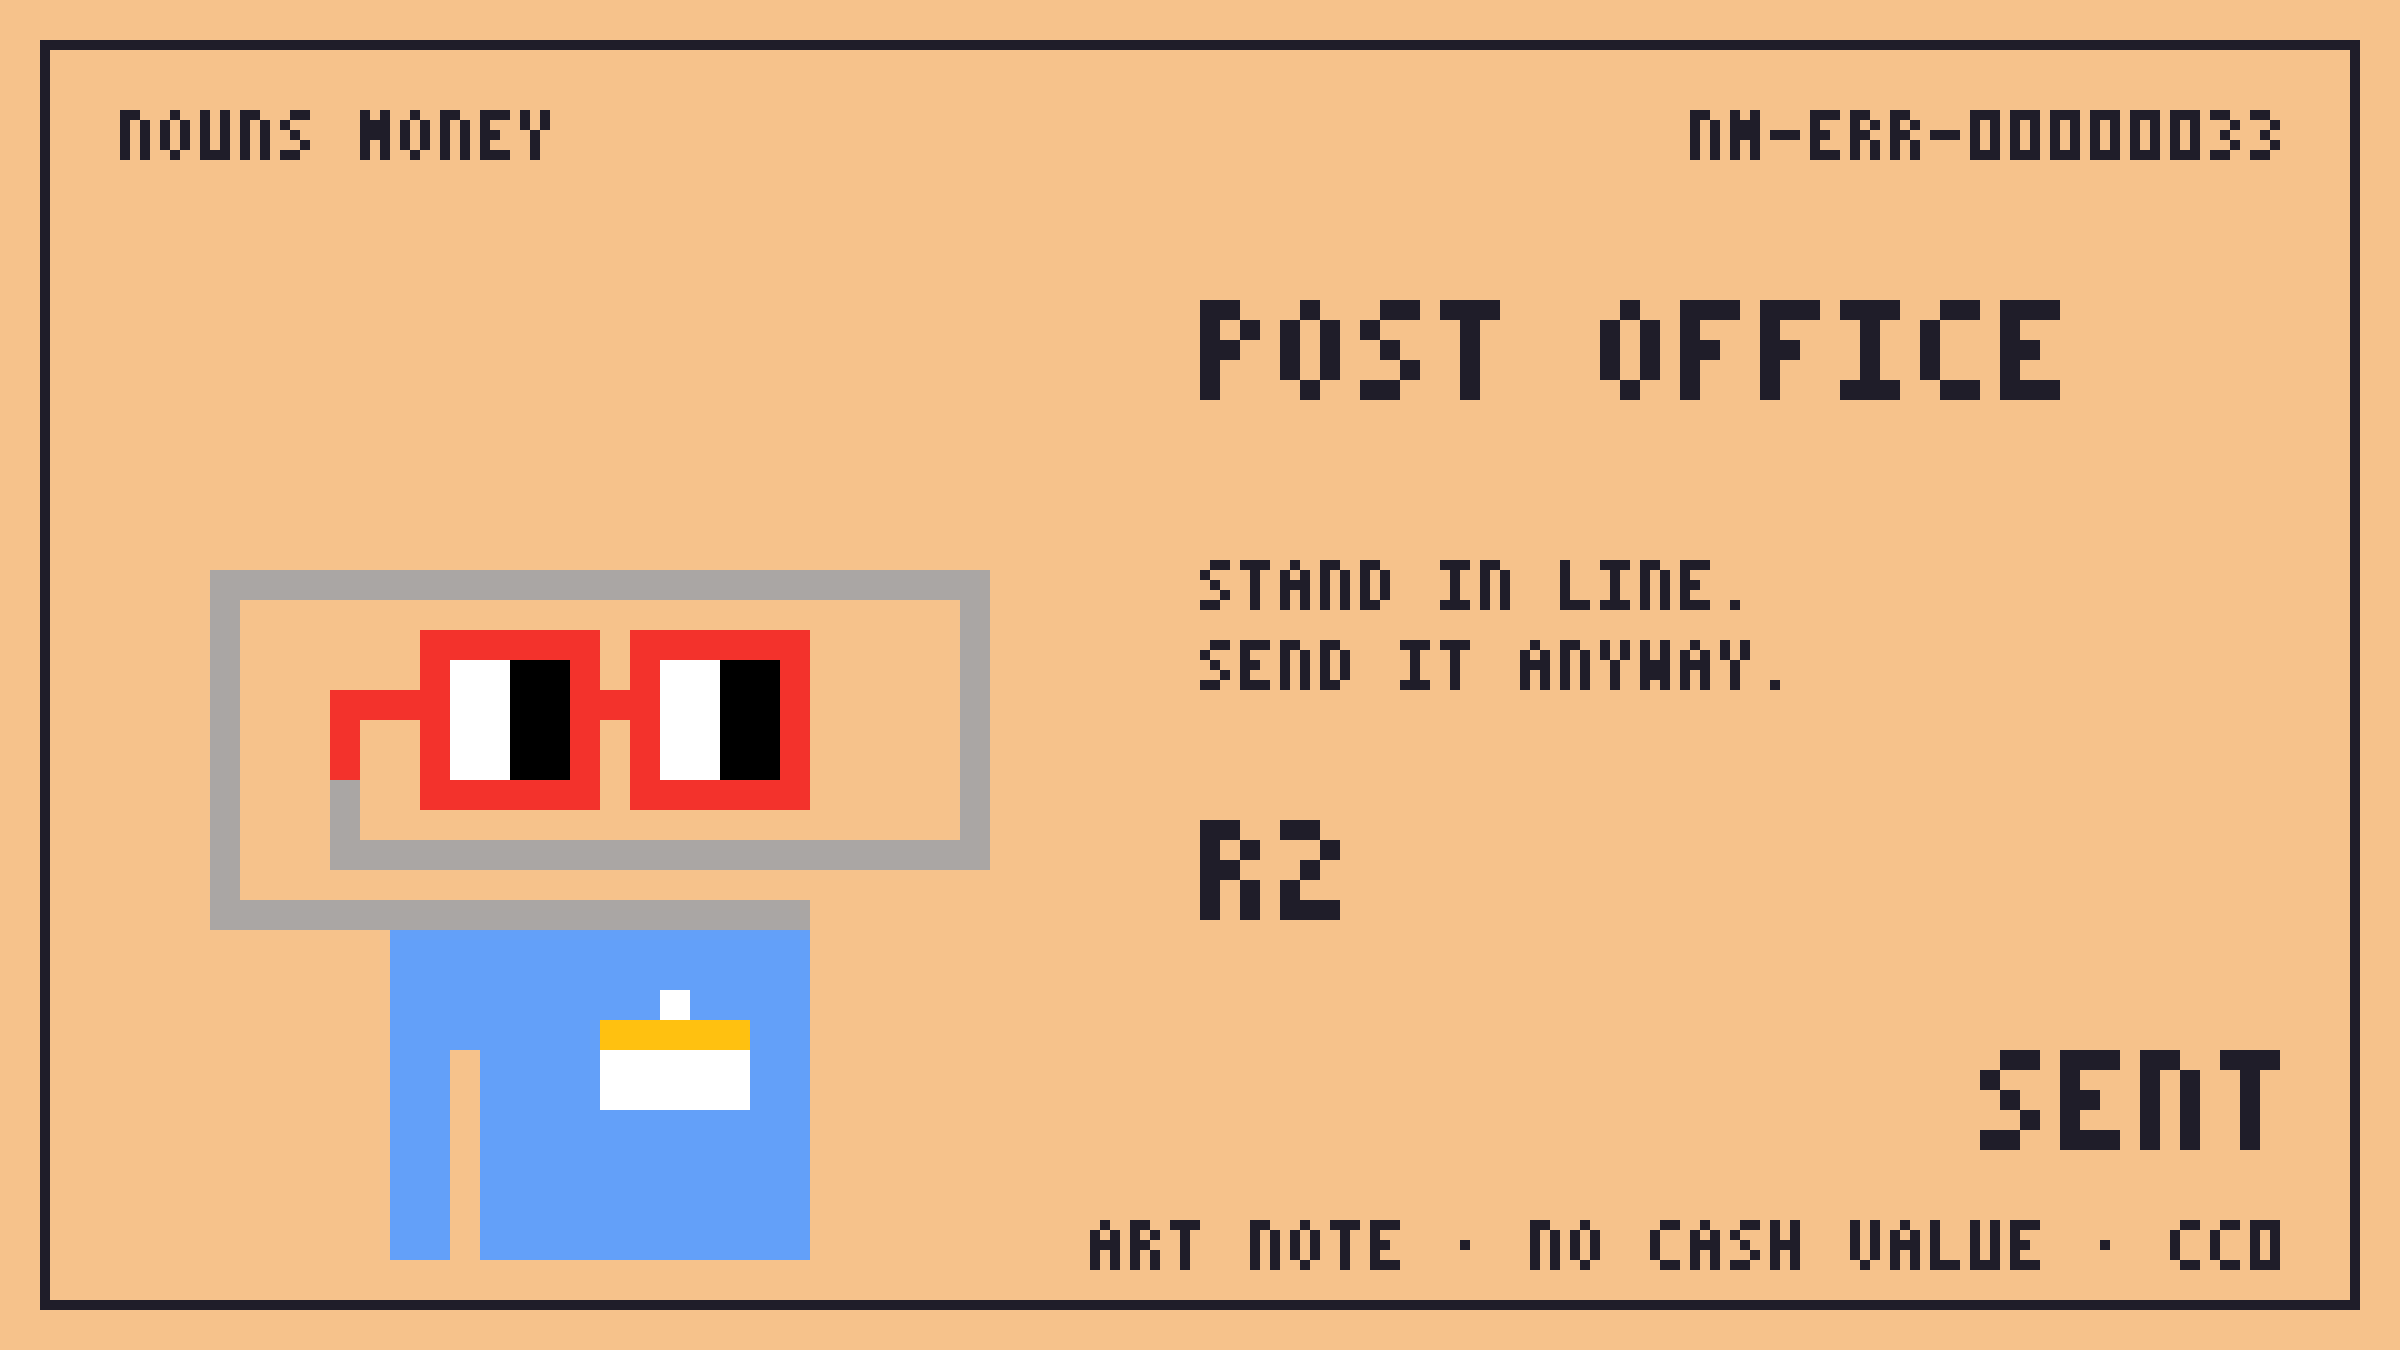 NOUNS MONEY
NM-ERR-00000033
POST OFFICE
STAND IN LINE.
SEND IT ANYWAY.
R2
SENT
ART NOTE · NO CASH VALUE · CC0